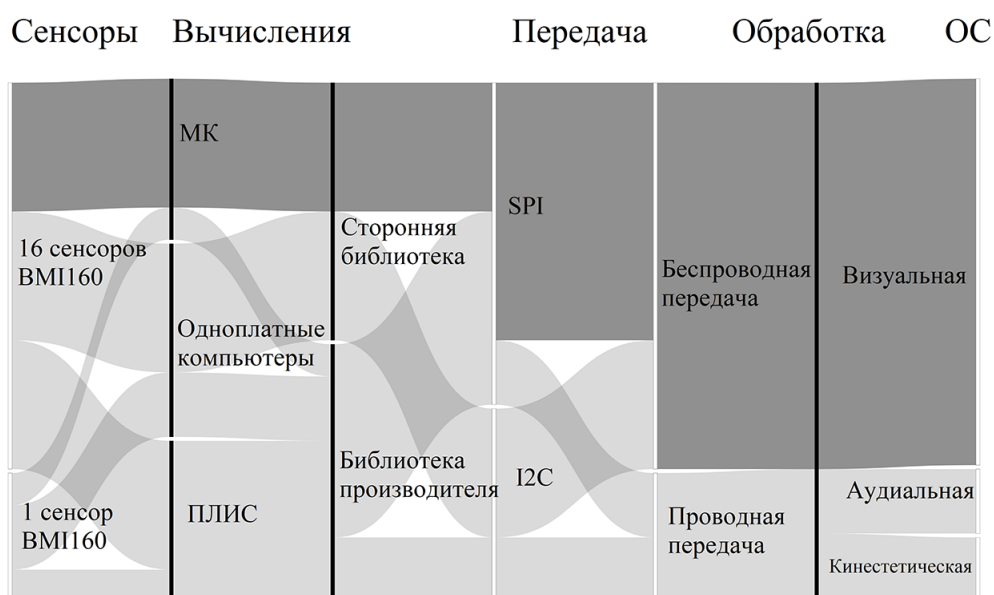 Сенсоры Вычисления Передача Обработка ОС
МК
SPI
Сторонняя
библиотека
16 сенсоров
BMI160
Беспроводная
передача
Визуальная
Одноплатные
компьютеры
Библиотека
производителя
I2C
Аудиальная
1 сенсор
BMI160
ПЛИС
Проводная
передача
Кинестетическая